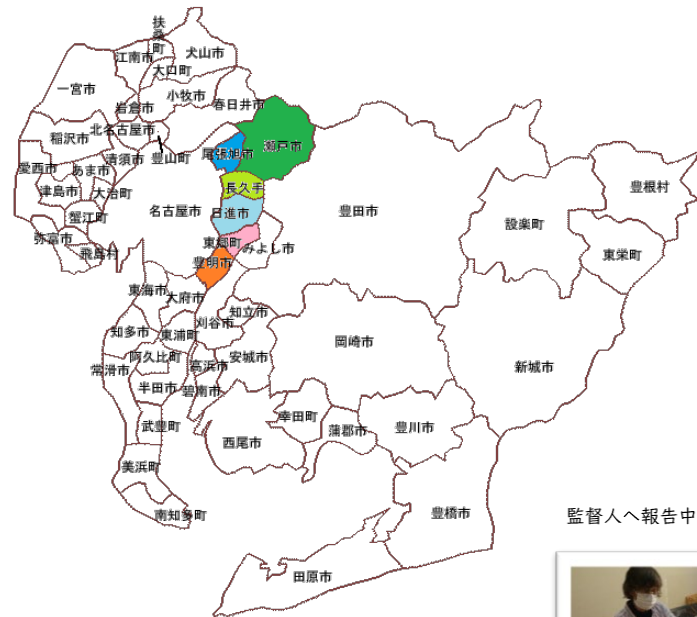 扶桑町
犬山市
江南市
大口町
一宮市
小牧市
春日井市
岩倉市
北名古屋市
稲沢市
瀬戸市
尾張旭市
清須市
豊山町
愛西市
あま市
津島市
大治町
長久手
豊根村
名古屋市
日進市
豊田市
設楽町
蟹江町
弥富市
東郷町
みよし市
東栄町
飛島村
豊明市
東海市
大府市
知多市
東浦町
刈谷市
知立市
岡崎市
阿久比町
高浜市
安城市
常滑市
新城市
半田市
碧南市
武豊町
幸田町
西尾市
蒲郡市
豊川市
美浜町
南知多町
豊橋市
監督人へ報告中
田原市